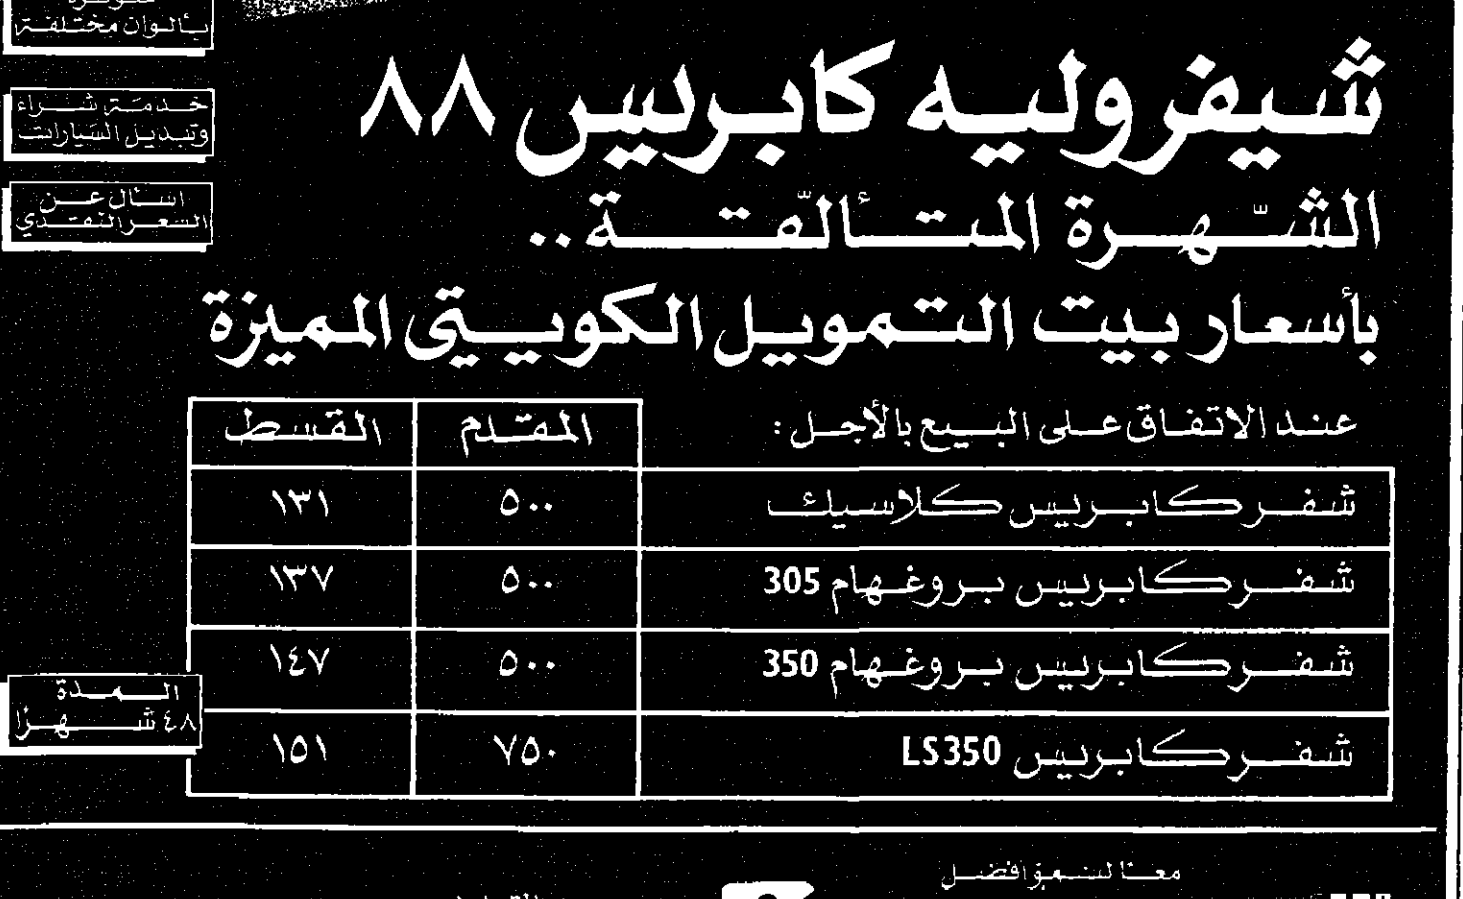 شيفروليه كابريس ٨٨
الشّهرة المتألّقة..
بأسعار بيت التمويل الكويتي المميزة
بألوان مختلفة
خدمة شراء
وتبديل السيارات
اسأل عن
السعر النقدي
عند الاتفاق على البيع بالأجل: المقدم القسط
شفر كابريس كلاسيك ٥٠٠ ١٣١
شفر كابريس بروغهام 305 ٥٠٠ ١٣٧
شفر كابريس بروغهام 350 ٥٠٠ ١٤٧
شفر كابريس LS350 ٧٥٠ ١٥١
المدة
٤٨ شهرًا
معنا لنسمو أفضل